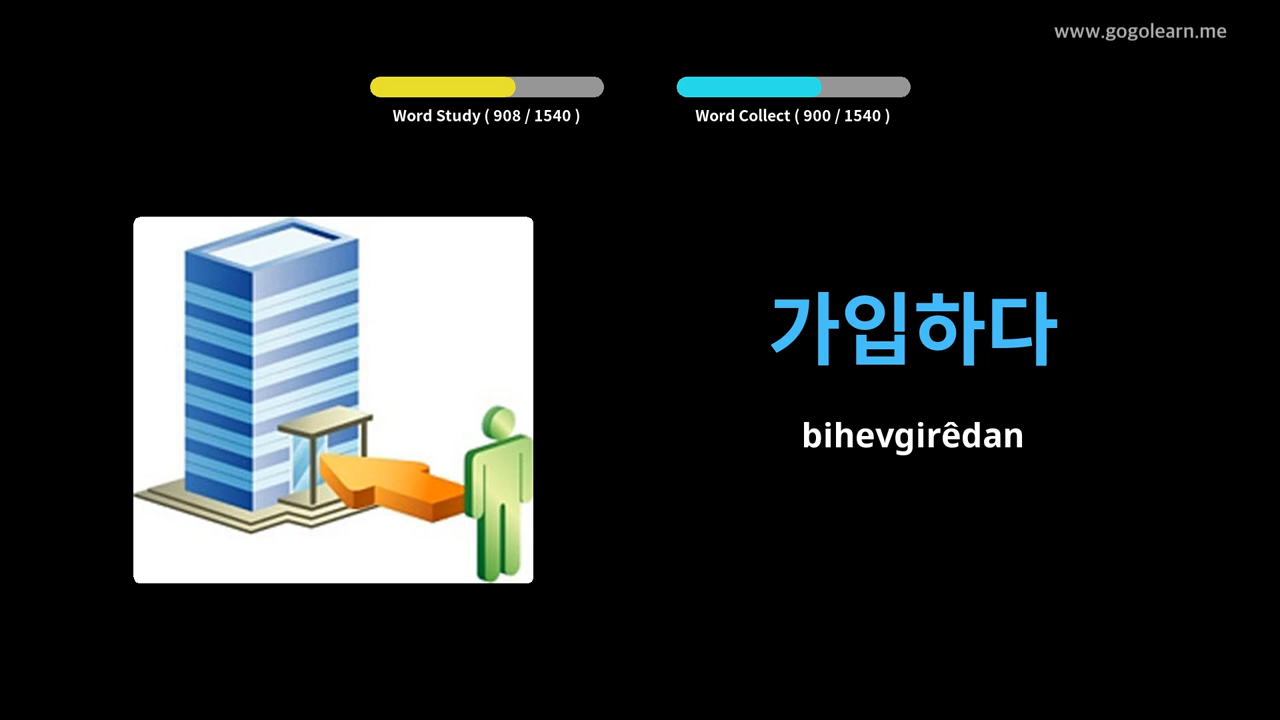 www.gogolearn.me
Word Study ( 908 / 1540 )
Word Collect ( 900 / 1540 )
가입하다
bihevgirêdan